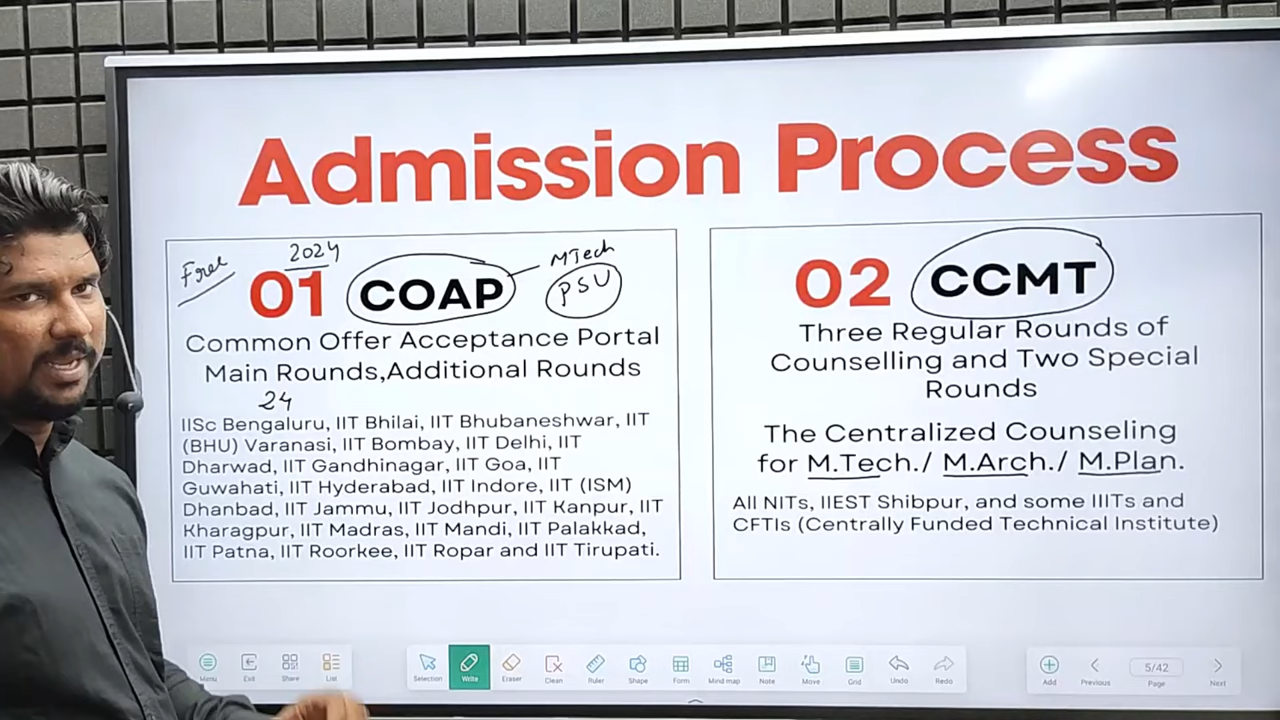 Admission Process
Free
2024
01 COAP
MTech
PSU
Common Offer Acceptance Portal
Main Rounds,Additional Rounds
24
IISc Bengaluru, IIT Bhilai, IIT Bhubaneshwar, IIT
(BHU) Varanasi, IIT Bombay, IIT Delhi, IIT
Dharwad, IIT Gandhinagar, IIT Goa, IIT
Guwahati, IIT Hyderabad, IIT Indore, IIT (ISM)
Dhanbad, IIT Jammu, IIT Jodhpur, IIT Kanpur, IIT
Kharagpur, IIT Madras, IIT Mandi, IIT Palakkad,
IIT Patna, IIT Roorkee, IIT Ropar and IIT Tirupati.
02 CCMT
Three Regular Rounds of
Counselling and Two Special
Rounds
The Centralized Counseling
for M.Tech./ M.Arch./ M.Plan.
All NITs, IIEST Shibpur, and some IIITs and
CFTIs (Centrally Funded Technical Institute)
Menu Exit Share List
Selection Write Eraser Clean Ruler Shape Form Mind map Note Move Grid Undo Redo
Add Previous 5/42 Page Next